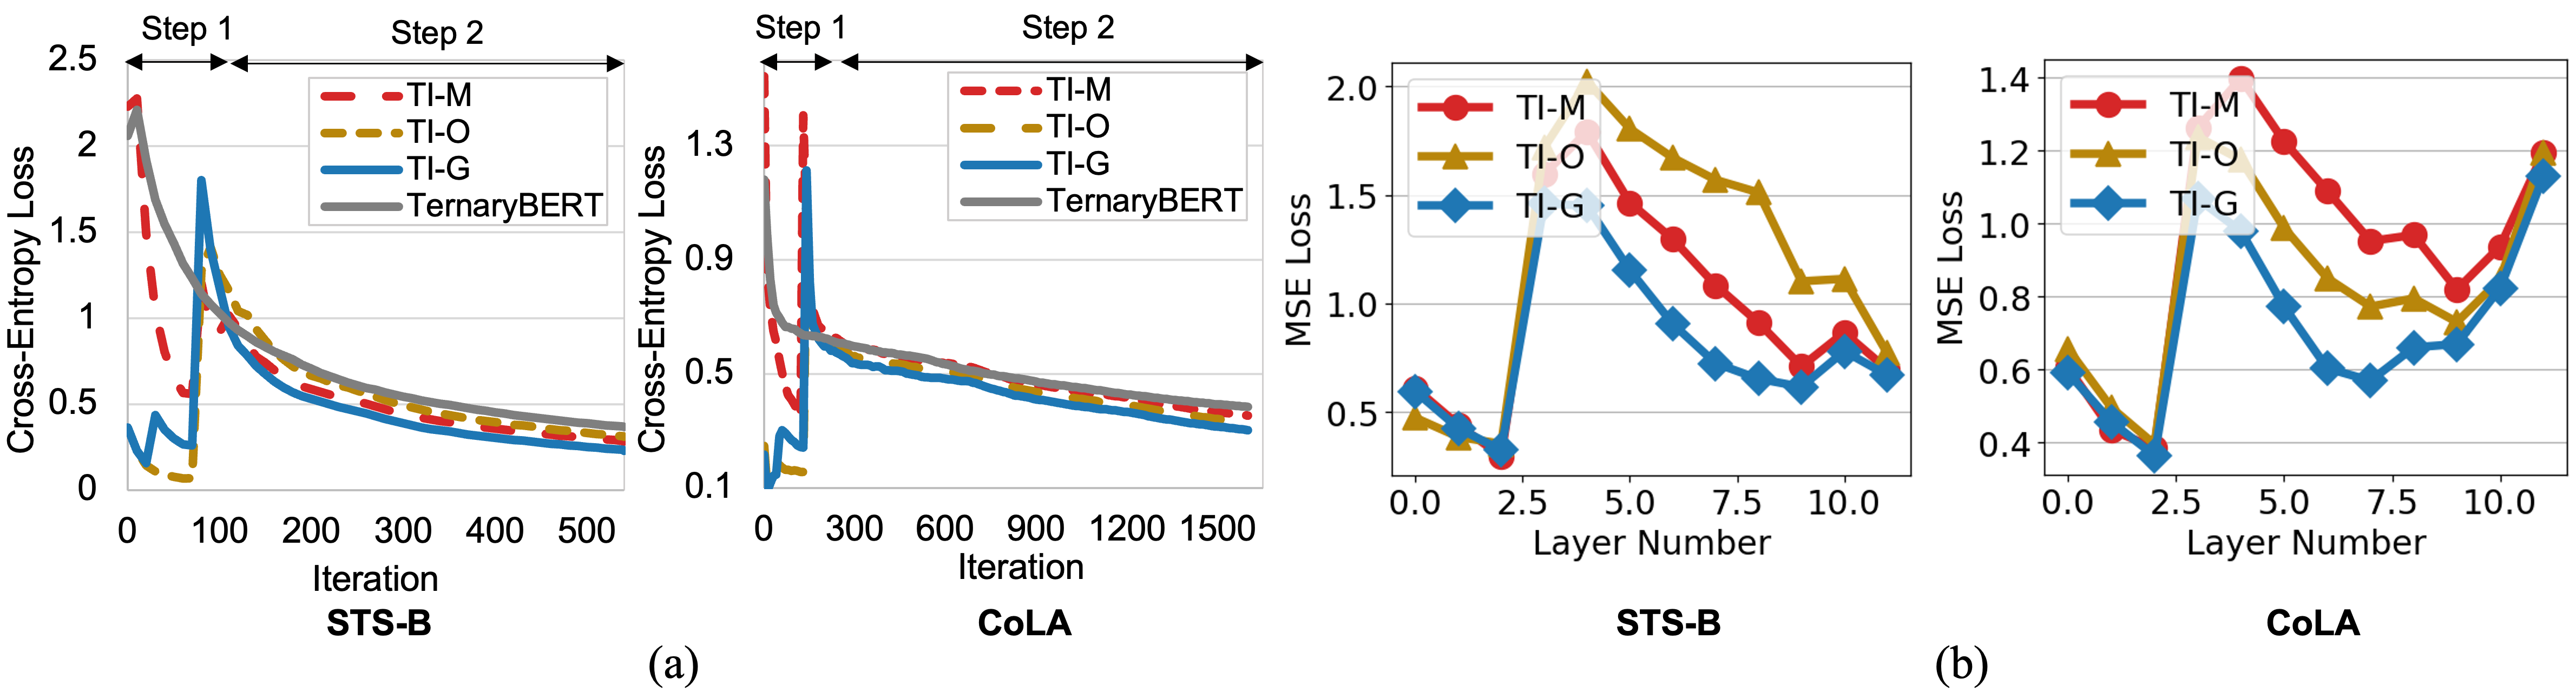 Step 1 Step 2
2.5
2
1.5
1
0.5
0
Cross-Entropy Loss
TI-M
TI-O
TI-G
TernaryBERT
0 100 200 300 400 500
Iteration
STS-B
Step 1 Step 2
1.3
0.9
0.5
0.1
Cross-Entropy Loss
TI-M
TI-O
TI-G
TernaryBERT
0 300 600 900 1200 1500
Iteration
CoLA
(a)
2.0
1.5
1.0
0.5
MSE Loss
TI-M
TI-O
TI-G
0.0 2.5 5.0 7.5 10.0
Layer Number
STS-B
1.4
1.2
1.0
0.8
0.6
0.4
MSE Loss
TI-M
TI-O
TI-G
0.0 2.5 5.0 7.5 10.0
Layer Number
CoLA
(b)